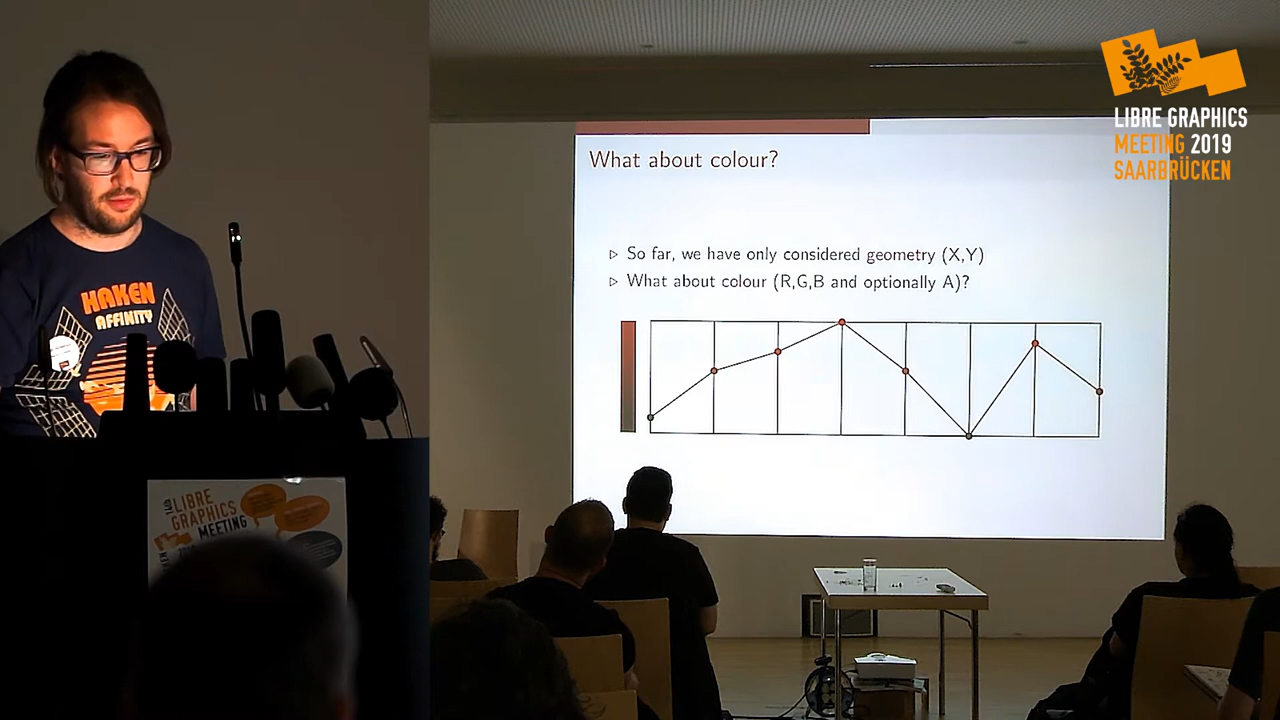 LIBRE GRAPHICS
MEETING 2019
SAARBRÜCKEN
What about colour?
▷ So far, we have only considered geometry (X,Y)
▷ What about colour (R,G,B and optionally A)?
HAKEN
AFFINITY
LIBRE
GRAPHICS
MEETING